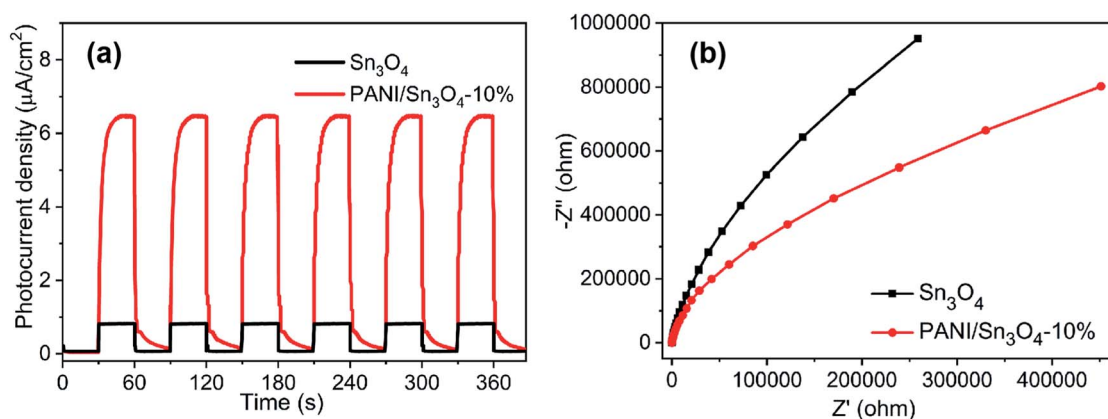 (a)
Sn₃O₄
PANI/Sn₃O₄-10%
Photocurrent density (μA/cm²)
8
6
4
2
0
0 60 120 180 240 300 360
Time (s)
(b)
Sn₃O₄
PANI/Sn₃O₄-10%
-Z" (ohm)
1000000
800000
600000
400000
200000
0
0 100000 200000 300000 400000
Z' (ohm)